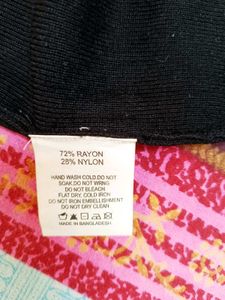 72% RAYON
28% NYLON
HAND WASH COLD.DO NOT
SOAK.DO NOT WRNG
DO NOT BLEACH
FLAT DRY, COLD IRON
DO NOT IRON EMBELLISHMENT
DO NOT DRY CLEAN
MADE IN BANGLADESH